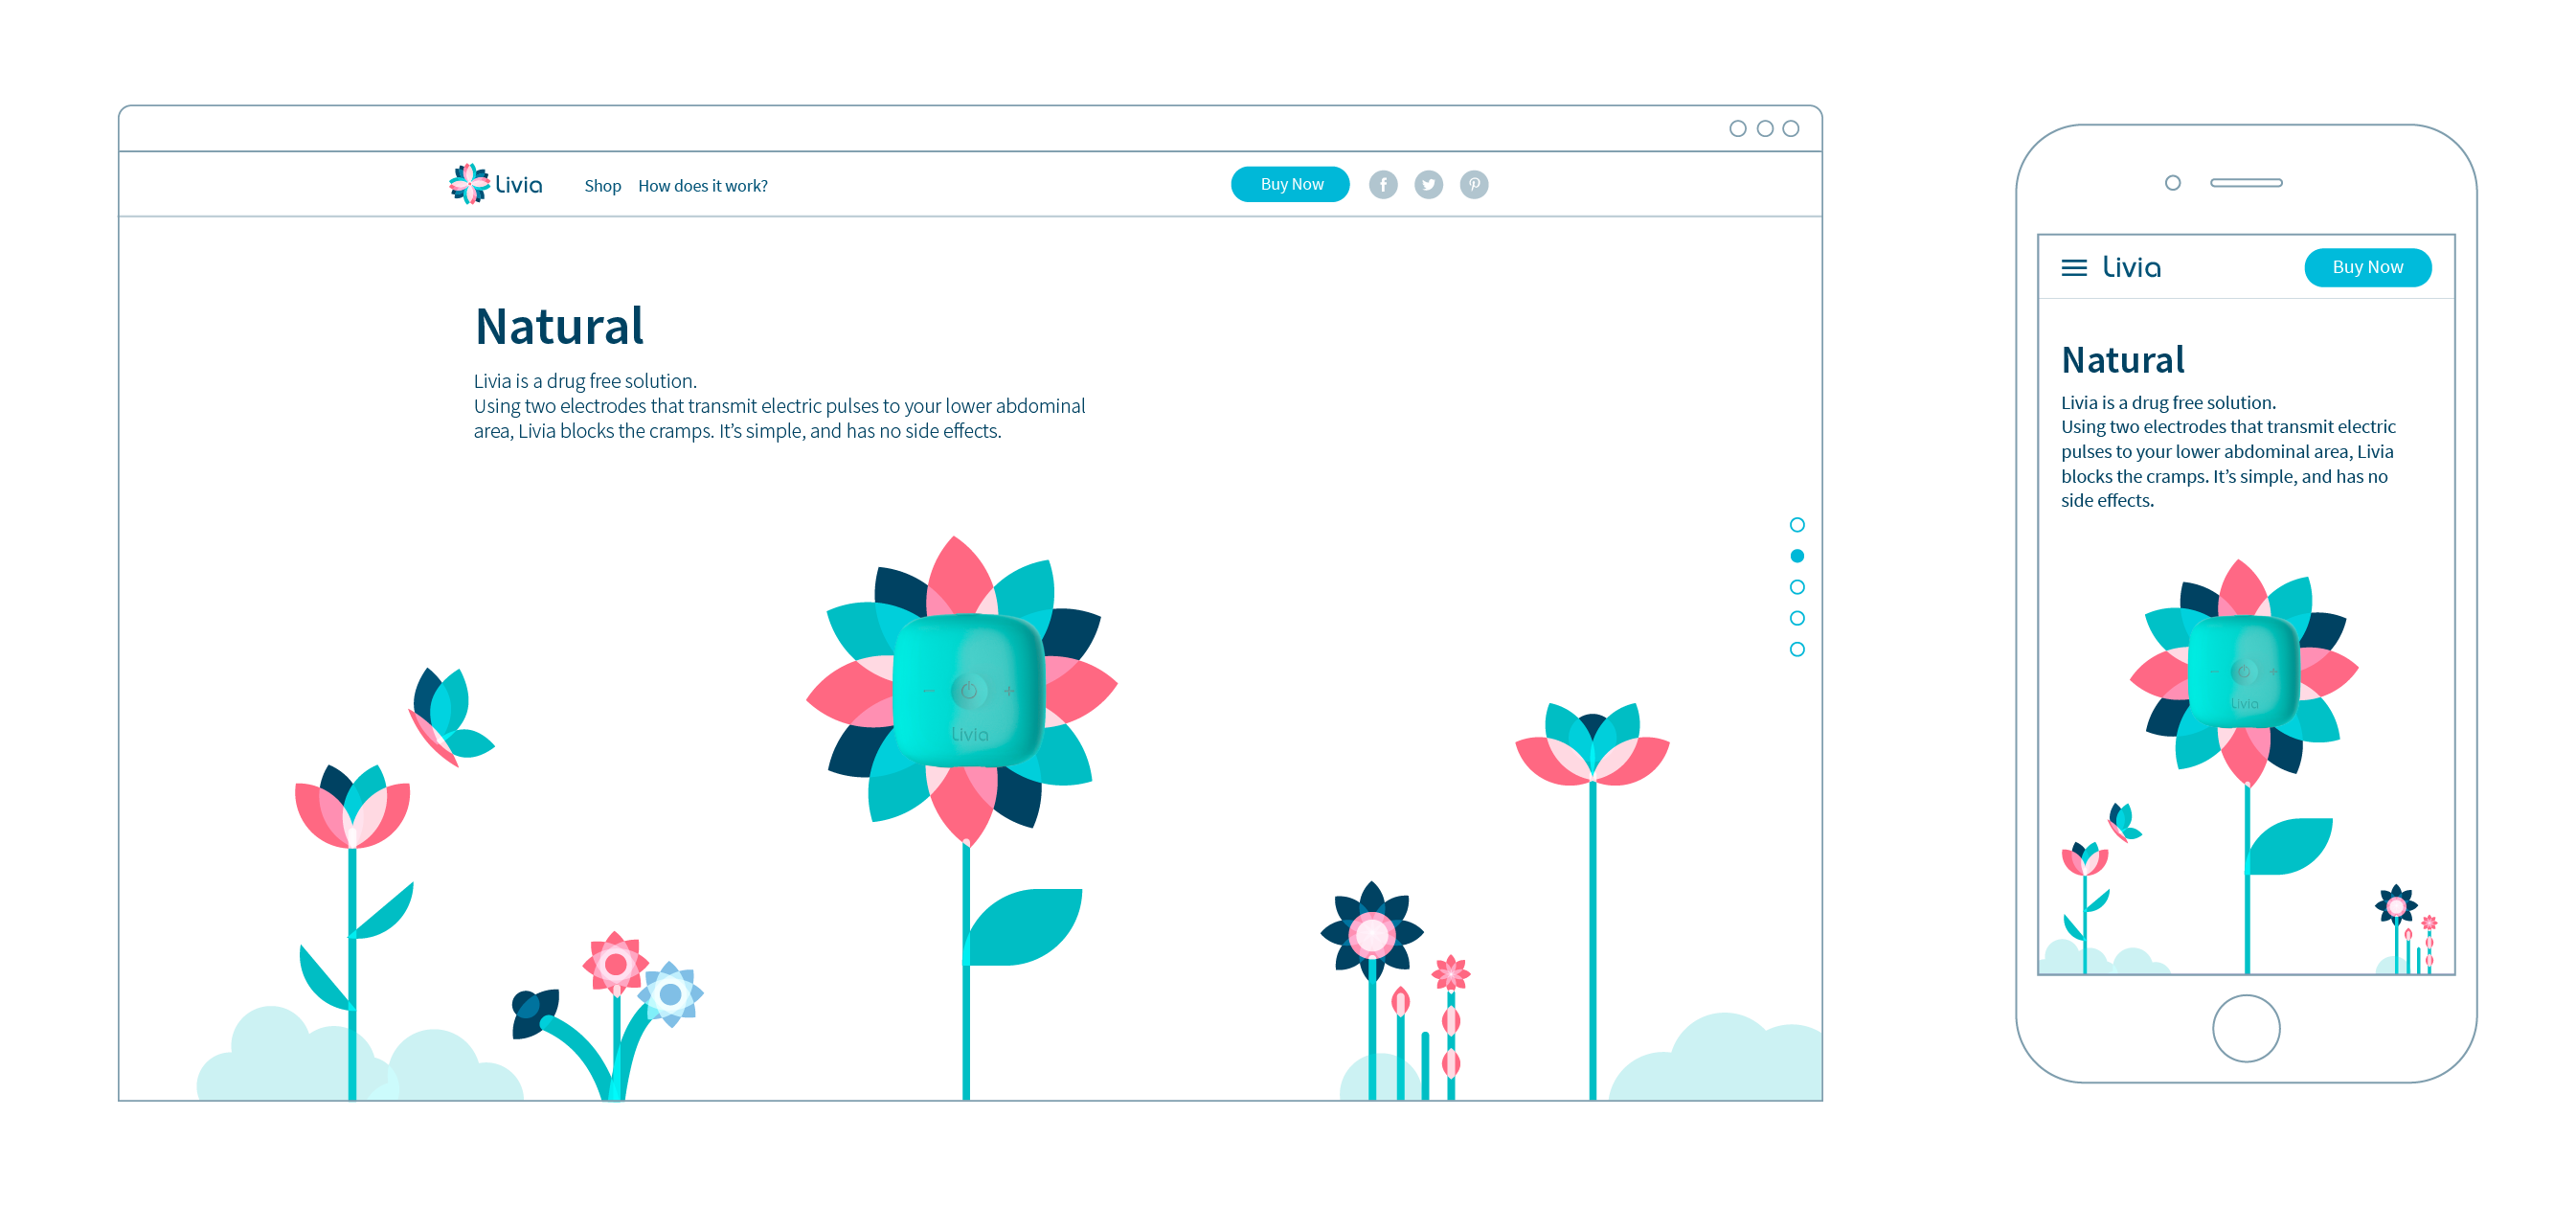 Livia
Shop
How does it work?
Buy Now
Natural
Livia is a drug free solution.
Using two electrodes that transmit electric pulses to your lower abdominal
area, Livia blocks the cramps. It’s simple, and has no side effects.
Livia
Livia
Buy Now
Natural
Livia is a drug free solution.
Using two electrodes that transmit electric
pulses to your lower abdominal area, Livia
blocks the cramps. It’s simple, and has no
side effects.
Livia